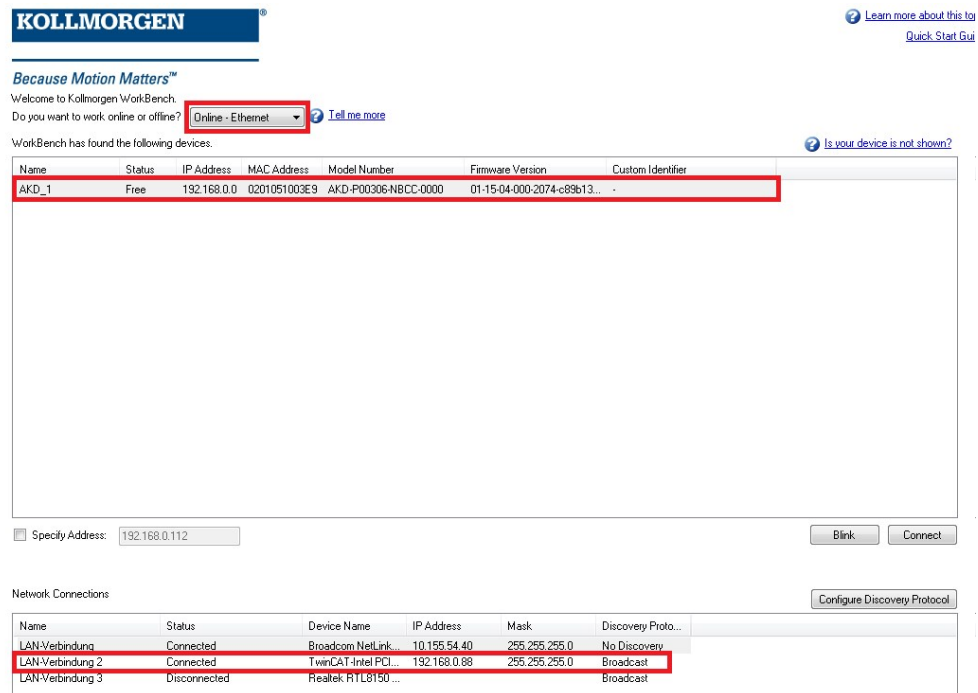 KOLLMORGEN®
Learn more about this top
Quick Start Gui
Because Motion Matters™
Welcome to Kollmorgen WorkBench.
Do you want to work online or offline? Online - Ethernet Tell me more
WorkBench has found the following devices. Is your device is not shown?
Name Status IP Address MAC Address Model Number Firmware Version Custom Identifier
AKD_1 Free 192.168.0.0 0201051003E9 AKD-P00306-NBCC-0000 01-15-04-000-2074-c89b13... -
Specify Address: 192.168.0.112 Blink Connect
Network Connections Configure Discovery Protocol
Name Status Device Name IP Address Mask Discovery Proto...
LAN-Verbindung Connected Broadcom NetLink... 10.155.54.40 255.255.255.0 No Discovery
LAN-Verbindung 2 Connected TwinCAT-Intel PCI... 192.168.0.88 255.255.255.0 Broadcast
LAN-Verbindung 3 Disconnected Realtek RTL8150 ... Broadcast